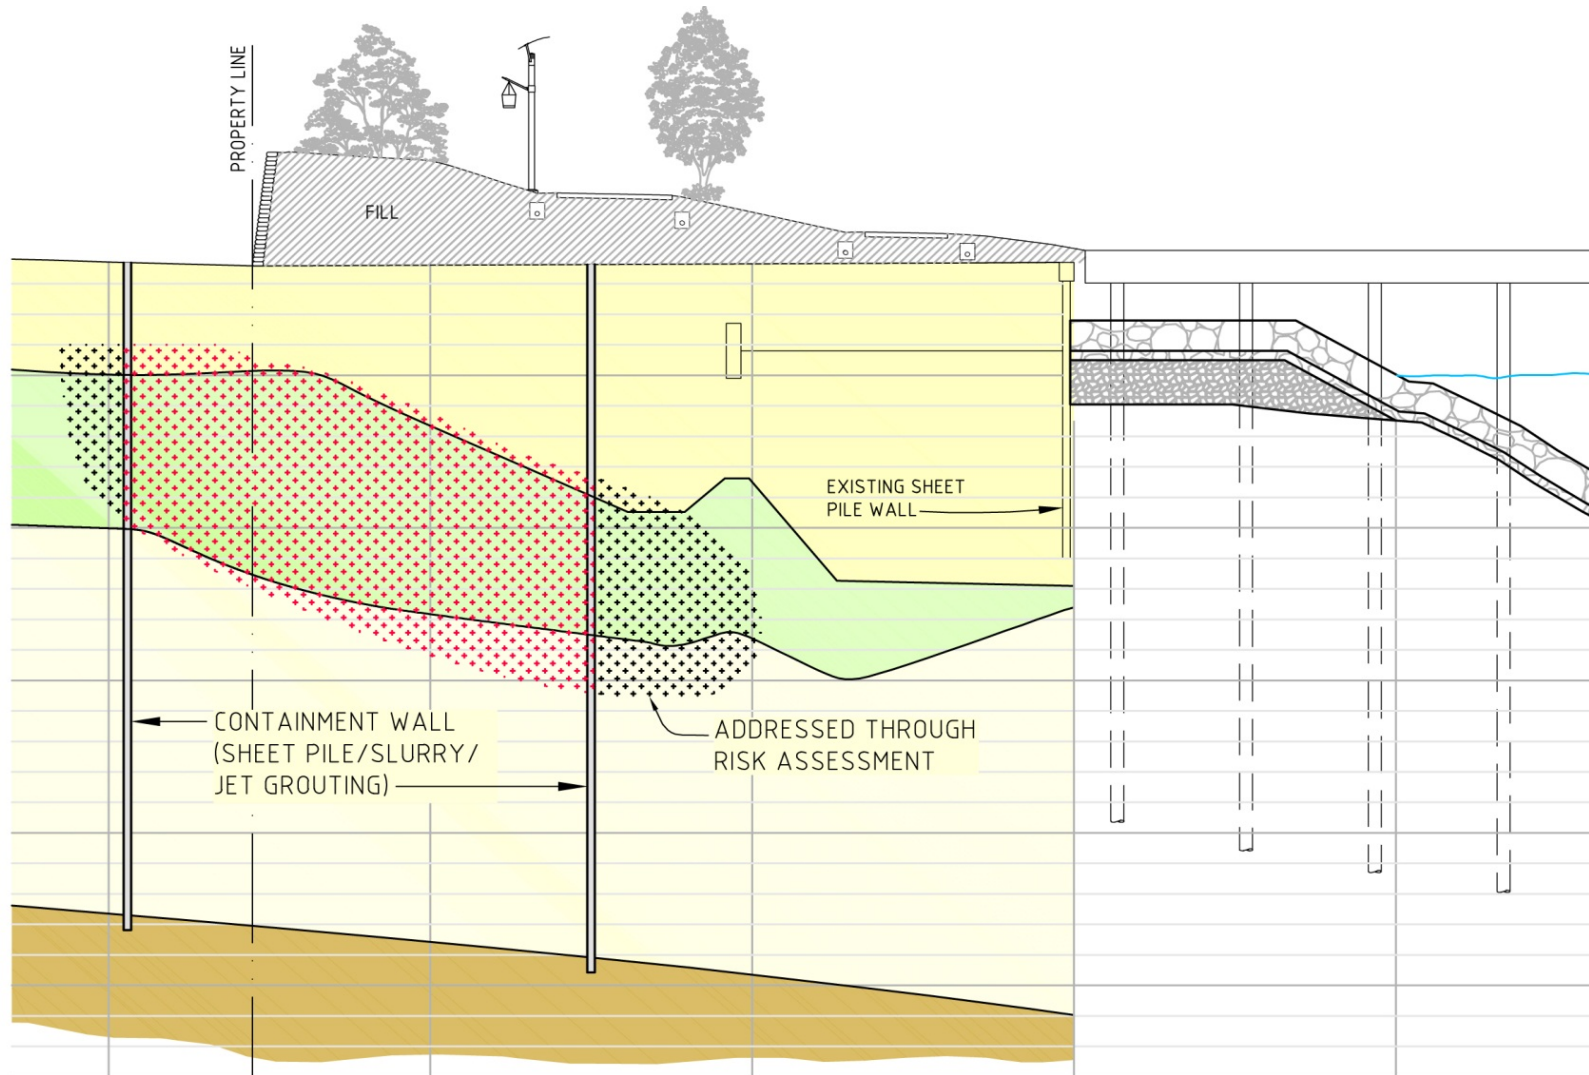 PROPERTY LINE
FILL
EXISTING SHEET
PILE WALL
CONTAINMENT WALL
(SHEET PILE/SLURRY/
JET GROUTING)
ADDRESSED THROUGH
RISK ASSESSMENT